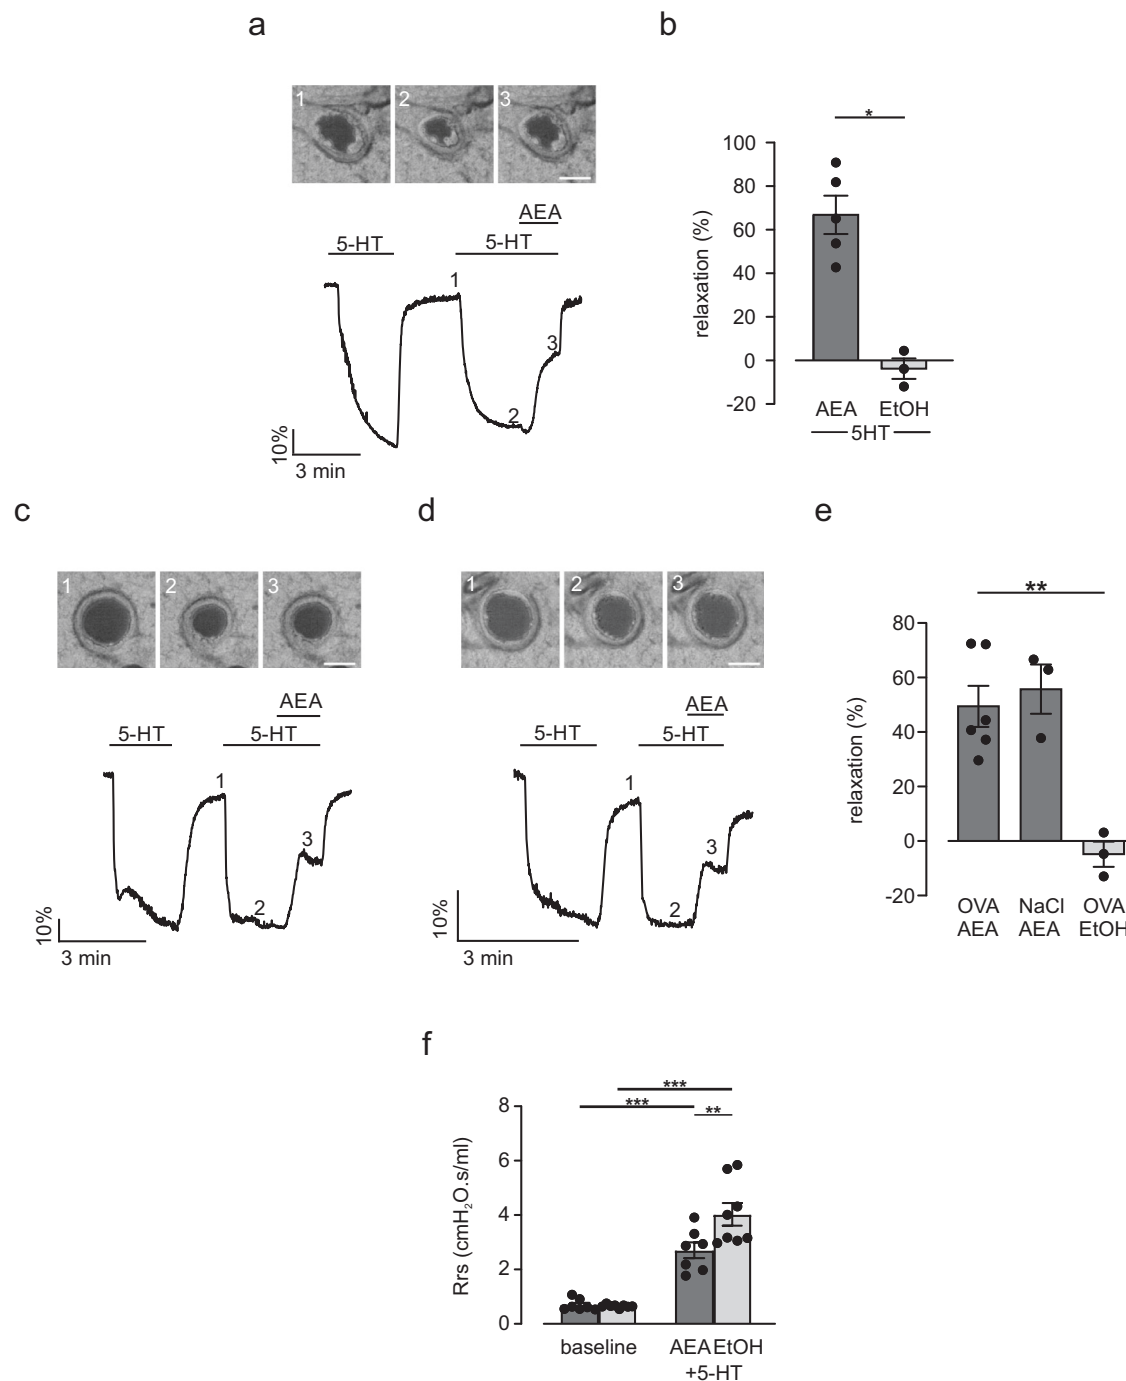 a
1 2 3
AEA
5-HT 5-HT
1
3
2
10%
3 min
b
*
100
80
60
40
20
0
-20
relaxation (%)
AEA EtOH
5HT
c
1 2 3
AEA
5-HT 5-HT
1
3
2
10%
3 min
d
1 2 3
AEA
5-HT 5-HT
1
3
2
10%
3 min
e
**
80
60
40
20
0
-20
relaxation (%)
OVA NaCl OVA
AEA AEA EtOH
f
***
***
**
8
6
4
2
0
Rrs (cmH₂O.s/ml)
baseline AEA EtOH
+5-HT